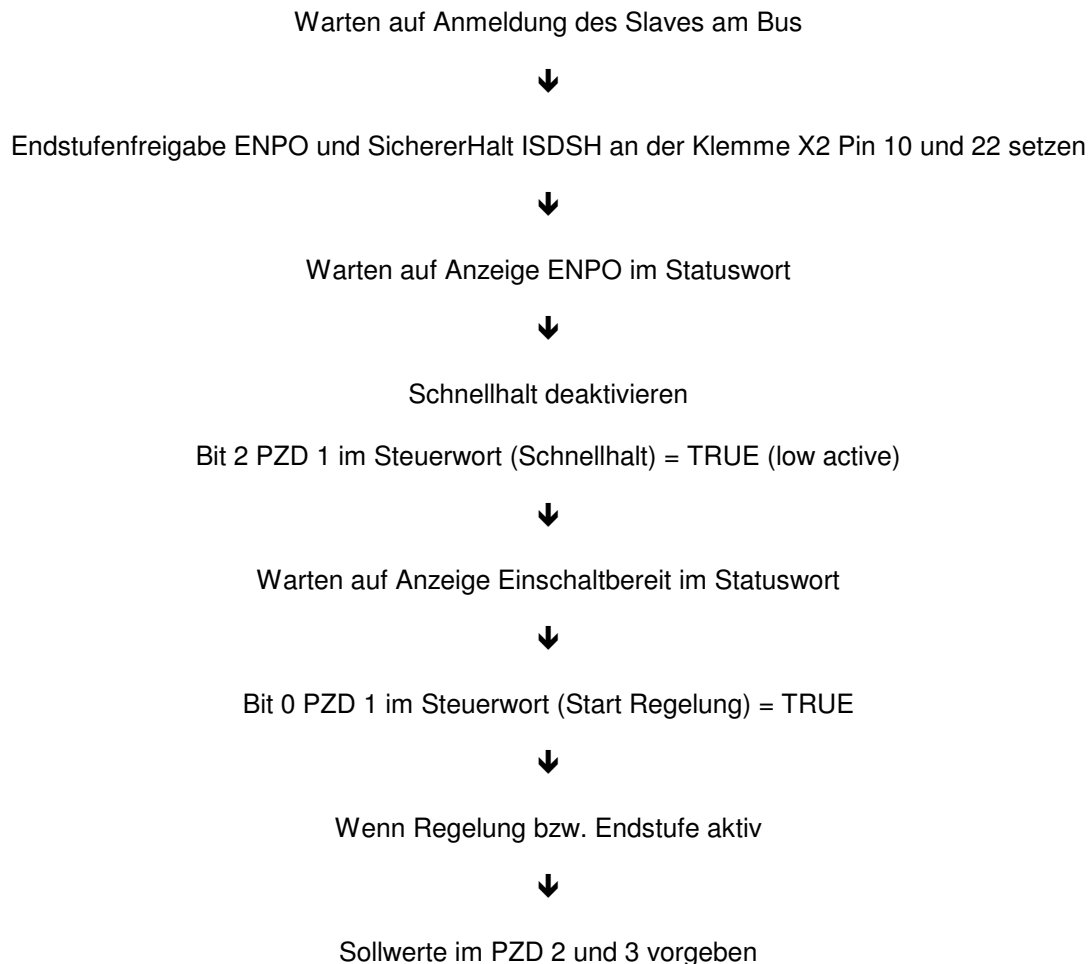 Warten auf Anmeldung des Slaves am Bus
🡻
Endstufenfreigabe ENPO und SichererHalt ISDSH an der Klemme X2 Pin 10 und 22 setzen
🡻
Warten auf Anzeige ENPO im Statuswort
🡻
Schnellhalt deaktivieren
Bit 2 PZD 1 im Steuerwort (Schnellhalt) = TRUE (low active)
🡻
Warten auf Anzeige Einschaltbereit im Statuswort
🡻
Bit 0 PZD 1 im Steuerwort (Start Regelung) = TRUE
🡻
Wenn Regelung bzw. Endstufe aktiv
🡻
Sollwerte im PZD 2 und 3 vorgeben